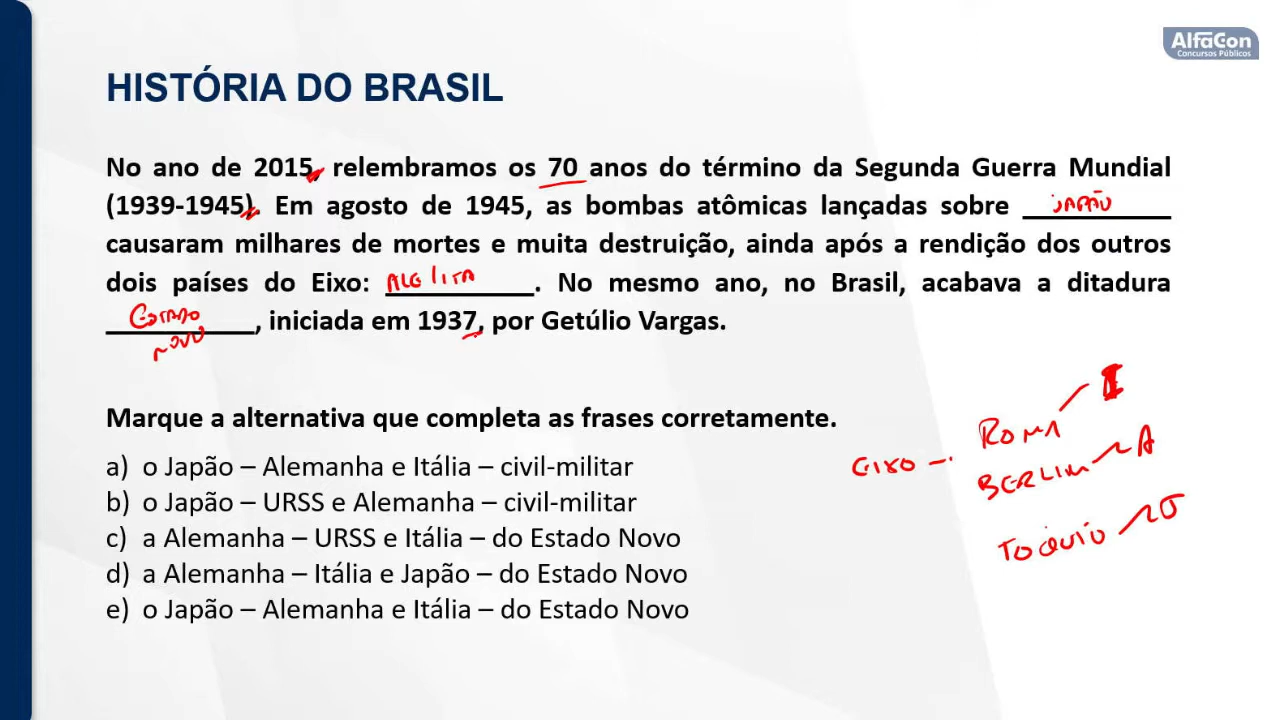 AlfaCon
Concursos Públicos
HISTÓRIA DO BRASIL
No ano de 2015, relembramos os 70 anos do término da Segunda Guerra Mundial
(1939-1945). Em agosto de 1945, as bombas atômicas lançadas sobre JAPÃO
causaram milhares de mortes e muita destruição, ainda após a rendição dos outros
dois países do Eixo: ALE / ITA. No mesmo ano, no Brasil, acabava a ditadura
ESTADO, iniciada em 1937, por Getúlio Vargas.
NOVO
Marque a alternativa que completa as frases corretamente.
a) o Japão – Alemanha e Itália – civil-militar
b) o Japão – URSS e Alemanha – civil-militar
c) a Alemanha – URSS e Itália – do Estado Novo
d) a Alemanha – Itália e Japão – do Estado Novo
e) o Japão – Alemanha e Itália – do Estado Novo
ROMA I
EIXO
BERLIM A
TOQUIO J